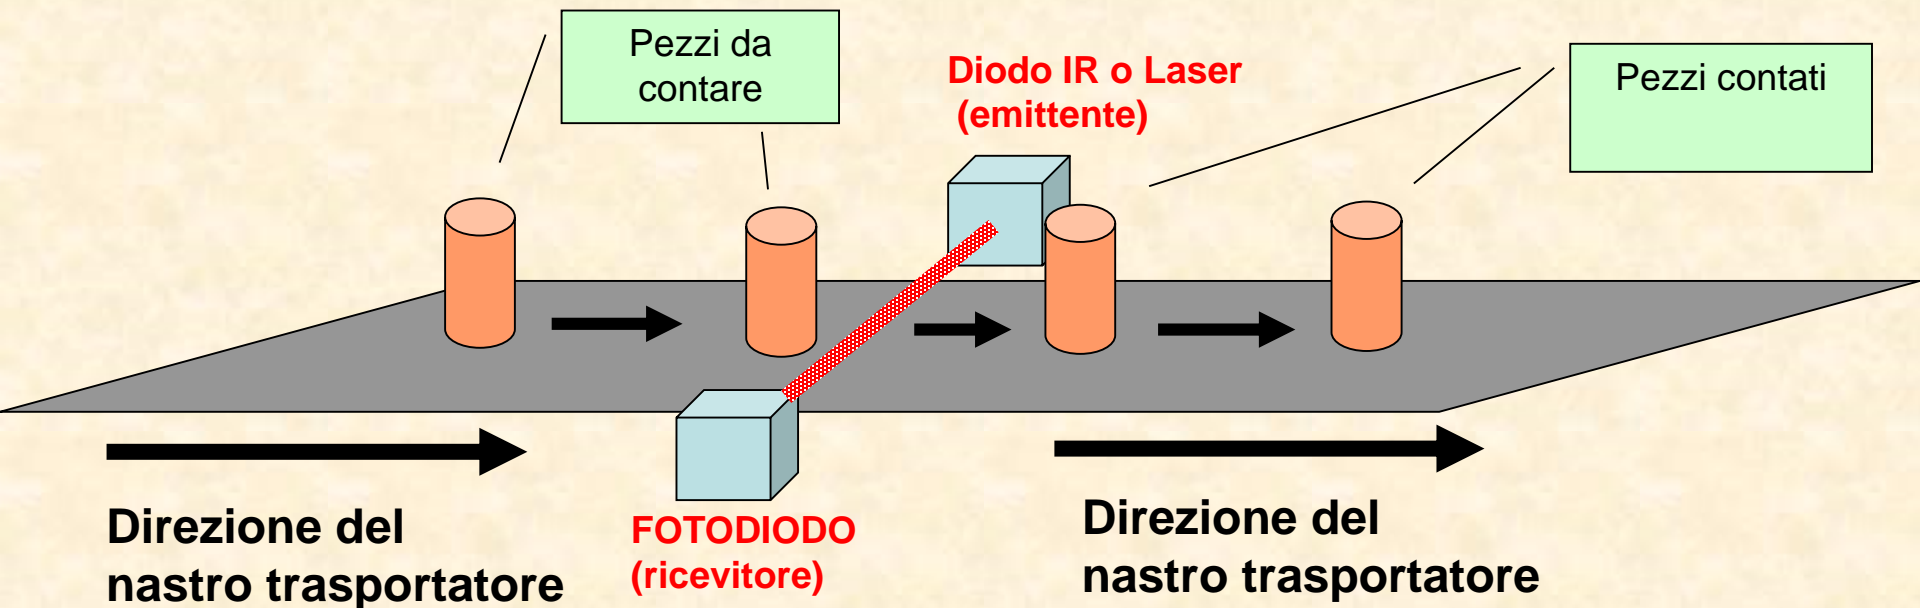 Pezzi da
contare
Diodo IR o Laser
(emittente)
Pezzi contati
Direzione del
nastro trasportatore
FOTODIODO
(ricevitore)
Direzione del
nastro trasportatore